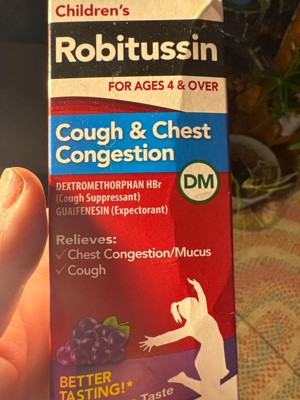 Children's
Robitussin
FOR AGES 4 & OVER
Cough & Chest
Congestion
DEXTROMETHORPHAN HBr
(Cough Suppressant)
GUAIFENESIN (Expectorant)
DM
Relieves:
✓ Chest Congestion/Mucus
✓ Cough
BETTER
TASTING!*
Taste